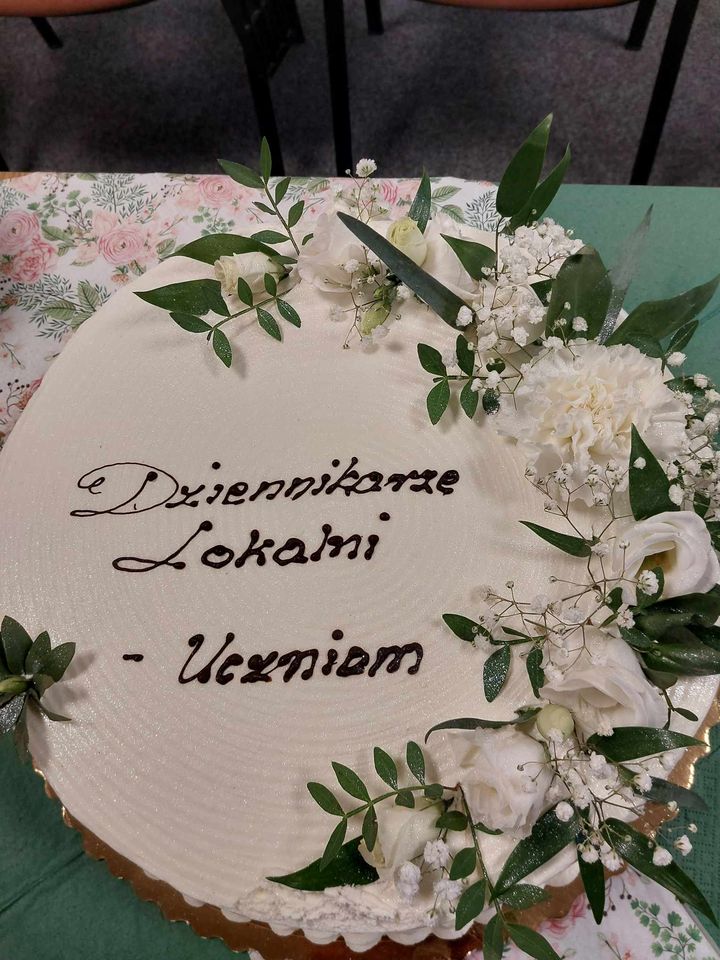 Dziennikarze
Lokalni
- Uczniom